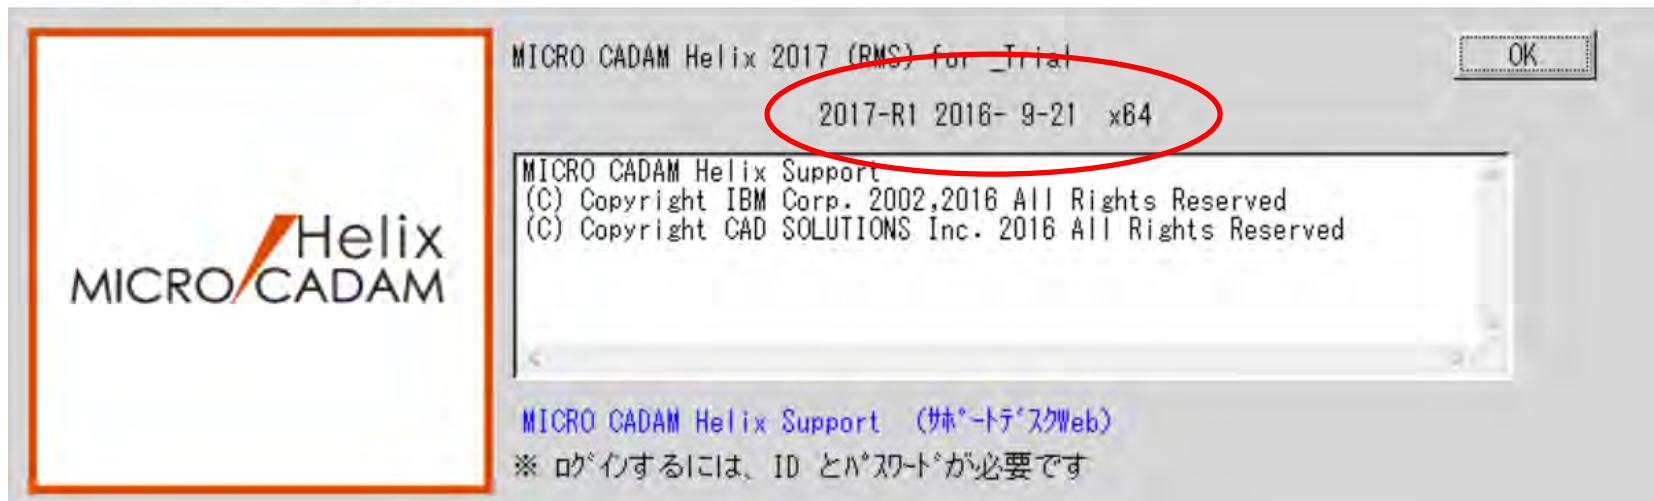 Helix
MICRO CADAM
MICRO CADAM Helix 2017 (RMS) for _Trial
OK
2017-R1 2016- 9-21 x64
MICRO CADAM Helix Support
(C) Copyright IBM Corp. 2002,2016 All Rights Reserved
(C) Copyright CAD SOLUTIONS Inc. 2016 All Rights Reserved
MICRO CADAM Helix Support (ｻﾎﾟｰﾄﾃﾞｽｸWeb)
※ ﾛｸﾞｲﾝするには、ID とﾊﾟｽﾜｰﾄﾞが必要です